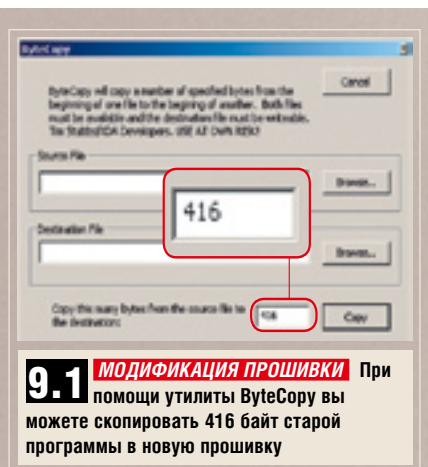 ByteCopy
ByteCopy will copy a number of specified bytes from the
Cancel
beginning of one file to the begining of another. Both files
must be available and the destination file must be writeable.
USE AT OWN RISK!
Source File
Browse...
416
Destination File
Browse...
Copy this many bytes from the source file to
416
Copy
the destination:
9.1 МОДИФИКАЦИЯ ПРОШИВКИ При
помощи утилиты ByteCopy вы
можете скопировать 416 байт старой
программы в новую прошивку